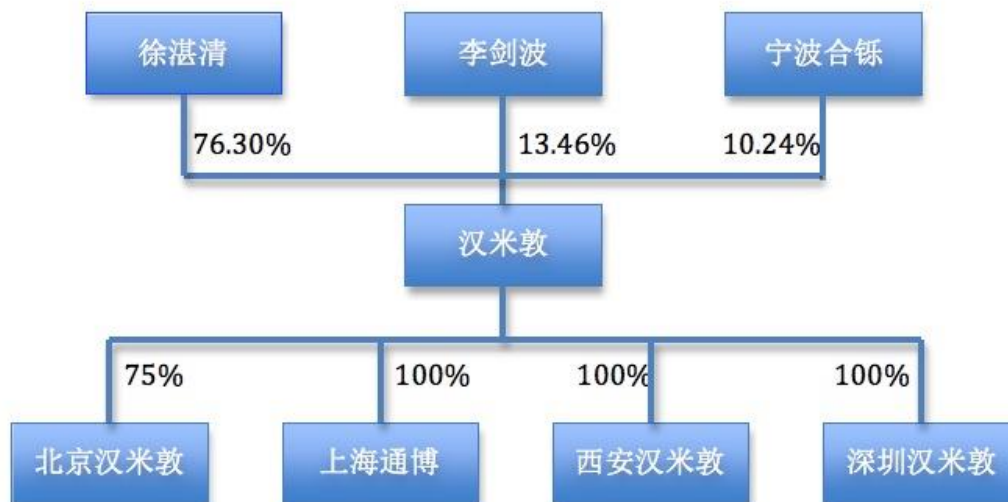 徐湛清
李剑波
宁波合铄
76.30%
13.46%
10.24%
汉米敦
75%
100%
100%
100%
北京汉米敦
上海通博
西安汉米敦
深圳汉米敦